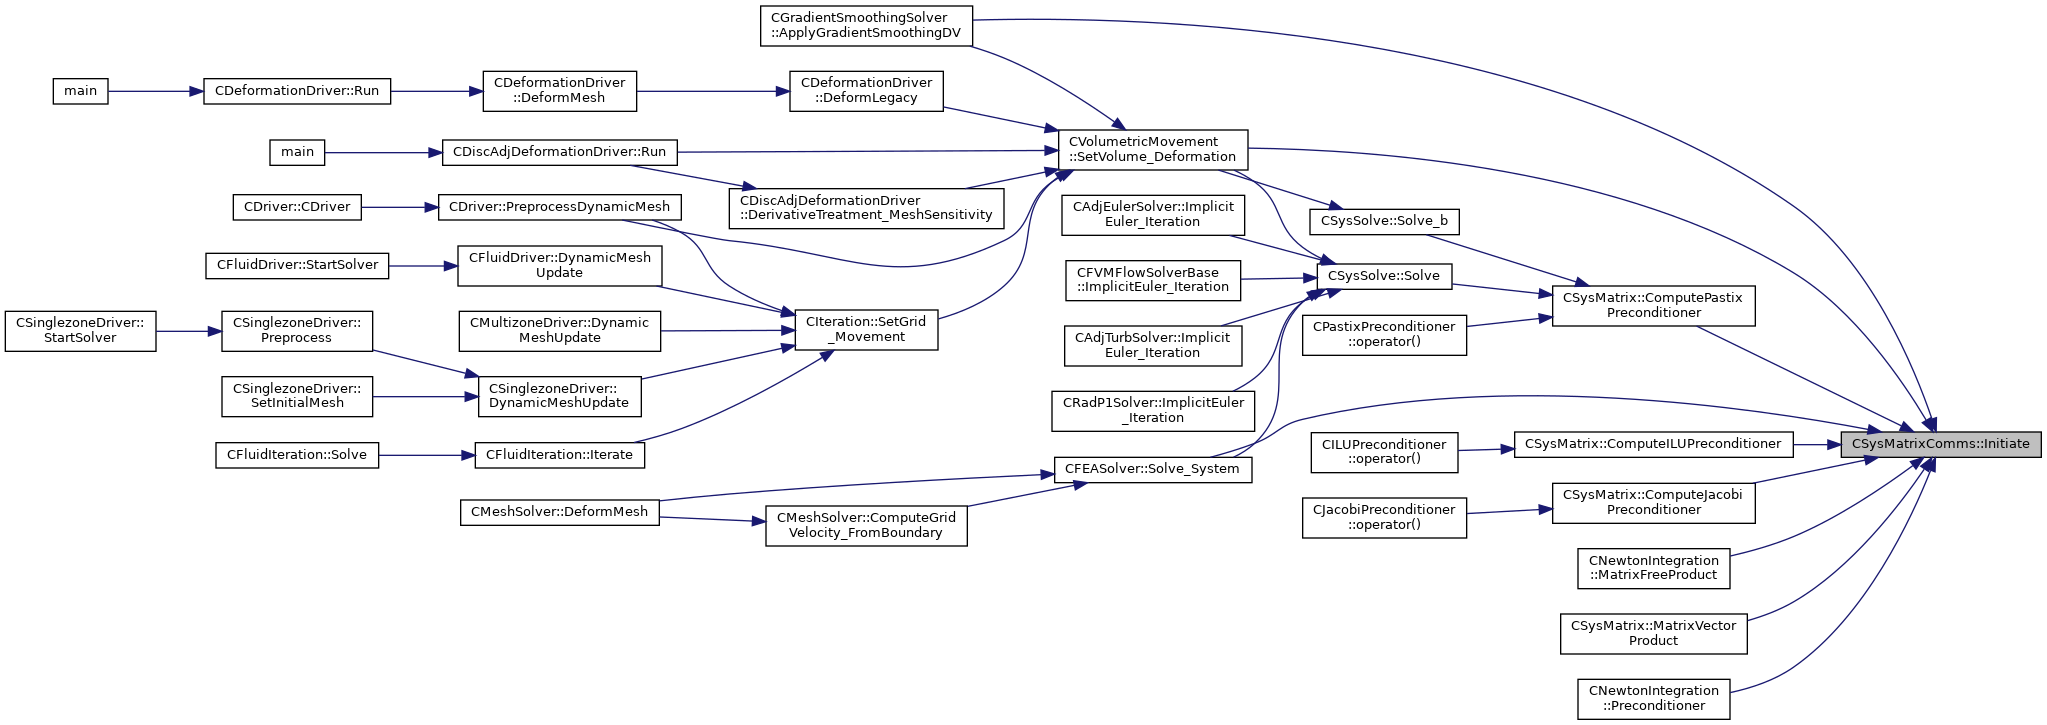 CGradientSmoothingSolver
::ApplyGradientSmoothingDV
main
CDeformationDriver::Run
CDeformationDriver
::DeformMesh
CDeformationDriver
::DeformLegacy
CVolumetricMovement
::SetVolume_Deformation
main
CDiscAdjDeformationDriver::Run
CDiscAdjDeformationDriver
::DerivativeTreatment_MeshSensitivity
CDriver::CDriver
CDriver::PreprocessDynamicMesh
CAdjEulerSolver::Implicit
Euler_Iteration
CSysSolve::Solve_b
CFluidDriver::StartSolver
CFluidDriver::DynamicMesh
Update
CFVMFlowSolverBase
::ImplicitEuler_Iteration
CSysSolve::Solve
CSysMatrix::ComputePastix
Preconditioner
CSinglezoneDriver::
StartSolver
CSinglezoneDriver::
Preprocess
CMultizoneDriver::Dynamic
MeshUpdate
CIteration::SetGrid
_Movement
CAdjTurbSolver::Implicit
Euler_Iteration
CPastixPreconditioner
::operator()
CSinglezoneDriver::
SetInitialMesh
CSinglezoneDriver::
DynamicMeshUpdate
CRadP1Solver::ImplicitEuler
_Iteration
CFluidIteration::Solve
CFluidIteration::Iterate
CFEASolver::Solve_System
CILUPreconditioner
::operator()
CSysMatrix::ComputeILUPreconditioner
CSysMatrixComms::Initiate
CMeshSolver::DeformMesh
CMeshSolver::ComputeGrid
Velocity_FromBoundary
CJacobiPreconditioner
::operator()
CSysMatrix::ComputeJacobi
Preconditioner
CNewtonIntegration
::MatrixFreeProduct
CSysMatrix::MatrixVector
Product
CNewtonIntegration
::Preconditioner